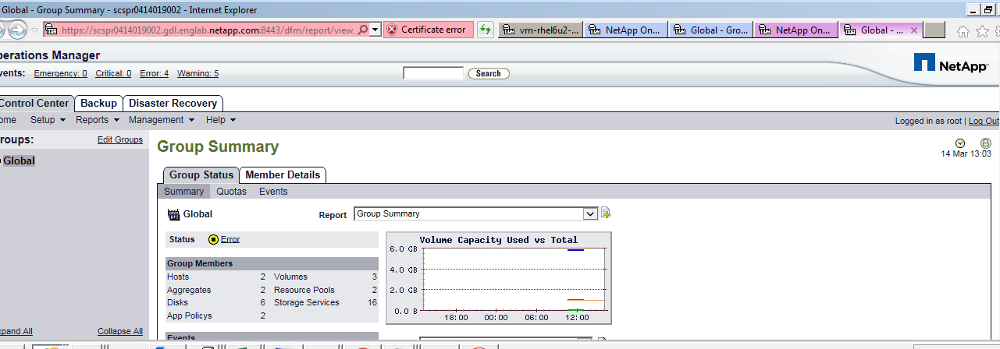 Global - Group Summary - scspr0414019002 - Internet Explorer
https://scspr0414019002.gdl.englab.netapp.com:8443/dfm/report/view, Certificate error vm-rhel6u2-... NetApp On... Global - Gro... NetApp On... Global - ...
perations Manager
vents: Emergency: 0 Critical: 0 Error: 4 Warning: 5 Search
NetApp
Control Center Backup Disaster Recovery
ome Setup Reports Management Help Logged in as root | Log Out
roups: Edit Groups
Global
Group Summary
14 Mar 13:03
Group Status Member Details
Summary Quotas Events
Global Report Group Summary
Status Error
Volume Capacity Used vs Total
6.0 GB
4.0 GB
2.0 GB
0.0 B
18:00 00:00 06:00 12:00
Group Members
Hosts 2 Volumes 3
Aggregates 2 Resource Pools 2
Disks 6 Storage Services 16
App Policys 2
Events
xpand All Collapse All